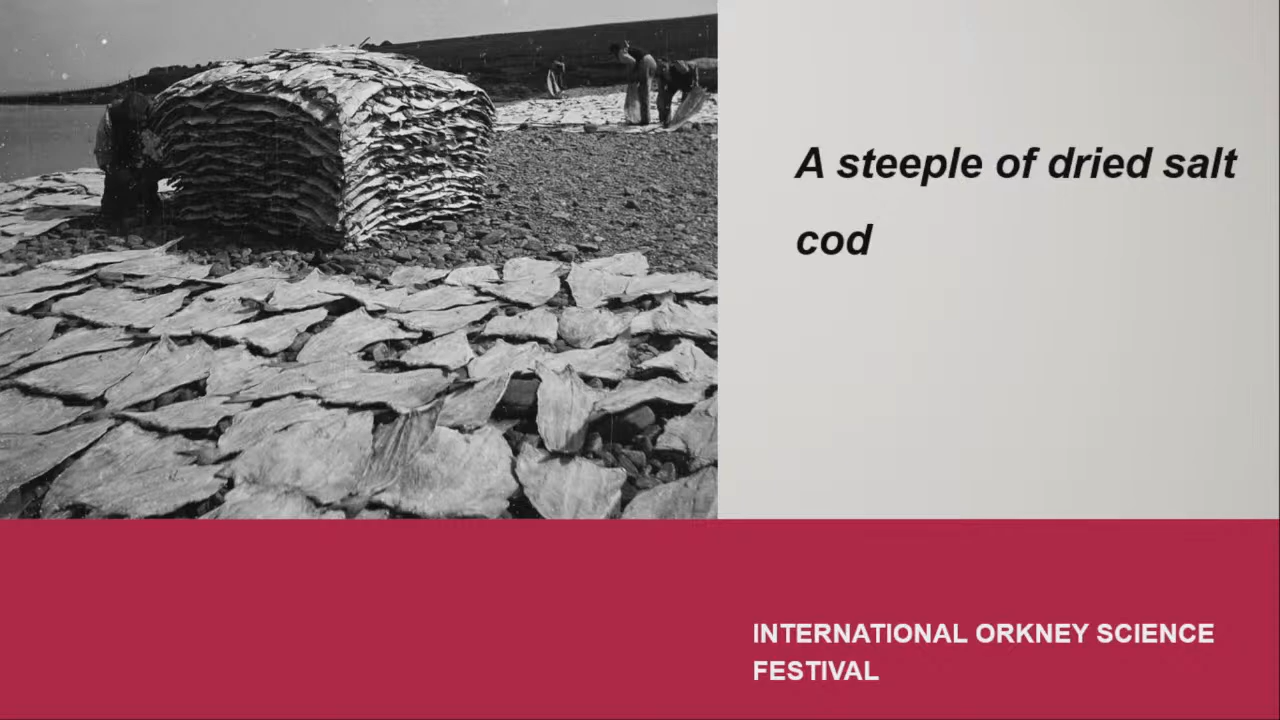 A steeple of dried salt
cod
INTERNATIONAL ORKNEY SCIENCE
FESTIVAL